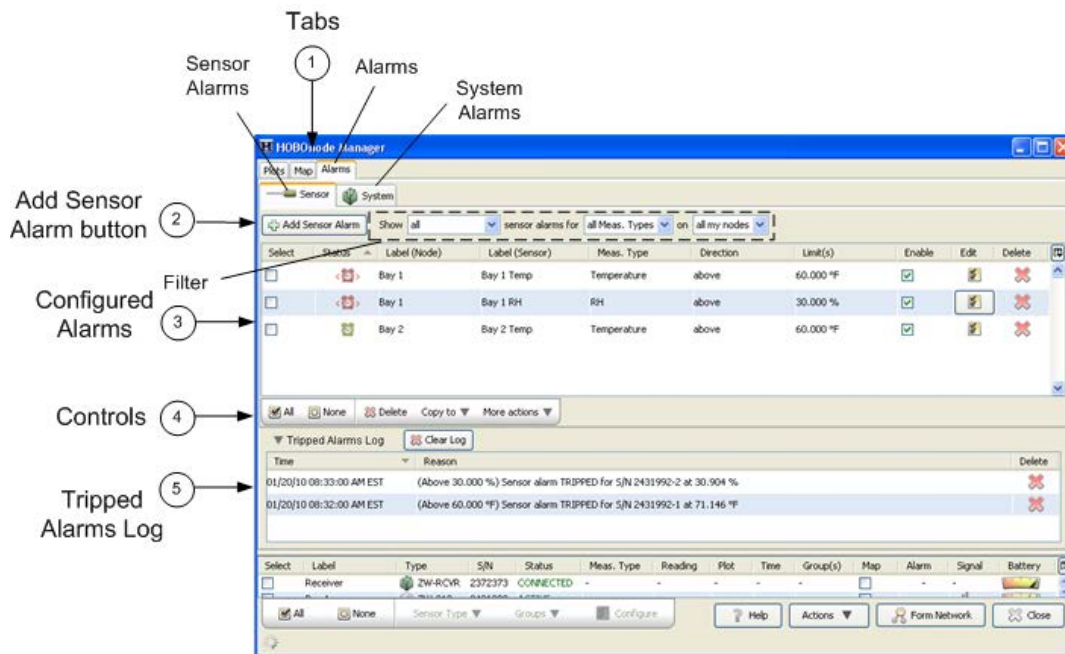 Tabs
1
Sensor Alarms
Alarms
System Alarms
HOBOnode Manager
Plots Map Alarms
Sensor System
Add Sensor Alarm button
2
Add Sensor Alarm Show all sensor alarms for all Meas. Types on all my nodes
Select Status Label (Node) Label (Sensor) Meas. Type Direction Limit(s) Enable Edit Delete
Filter
Bay 1 Bay 1 Temp Temperature above 60.000 °F
Configured Alarms
3
Bay 1 Bay 1 RH RH above 30.000 %
Bay 2 Bay 2 Temp Temperature above 60.000 °F
Controls
4
All None Delete Copy to More actions
Tripped Alarms Log Clear Log
Time Reason Delete
5
01/20/10 08:33:00 AM EST (Above 30.000 %) Sensor alarm TRIPPED for S/N 2431992-2 at 30.904 %
01/20/10 08:32:00 AM EST (Above 60.000 °F) Sensor alarm TRIPPED for S/N 2431992-1 at 71.146 °F
Tripped Alarms Log
Select Label Type S/N Status Meas. Type Reading Plot Time Group(s) Map Alarm Signal Battery
Receiver ZW-RCVR 2372373 CONNECTED - - - - - - -
All None Sensor Type Groups Configure Help Actions Form Network Close